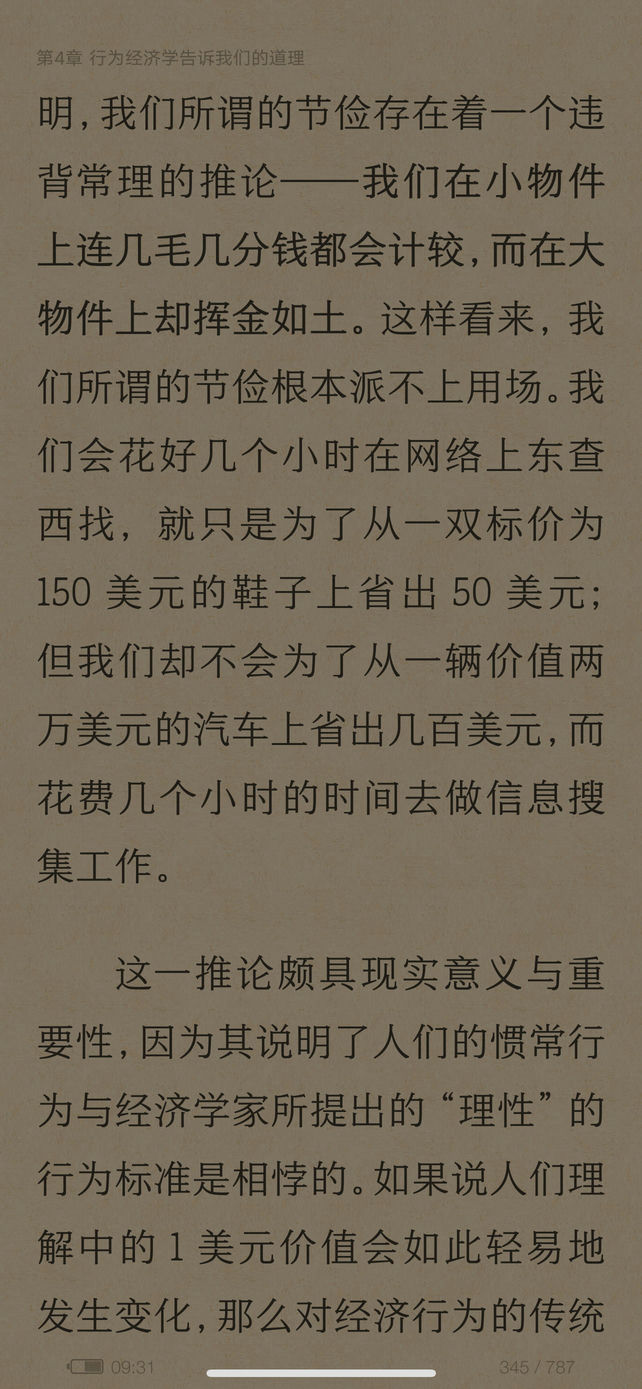 第4章 行为经济学告诉我们的道理
明，我们所谓的节俭存在着一个违
背常理的推论——我们在小物件
上连几毛几分钱都会计较，而在大
物件上却挥金如土。这样看来，我
们所谓的节俭根本派不上用场。我
们会花好几个小时在网络上东查
西找，就只是为了从一双标价为
150 美元的鞋子上省出 50 美元；
但我们却不会为了从一辆价值两
万美元的汽车上省出几百美元，而
花费几个小时的时间去做信息搜
集工作。
这一推论颇具现实意义与重
要性，因为其说明了人们的惯常行
为与经济学家所提出的“理性”的
行为标准是相悖的。如果说人们理
解中的 1 美元价值会如此轻易地
发生变化，那么对经济行为的传统
09:31
345 / 787